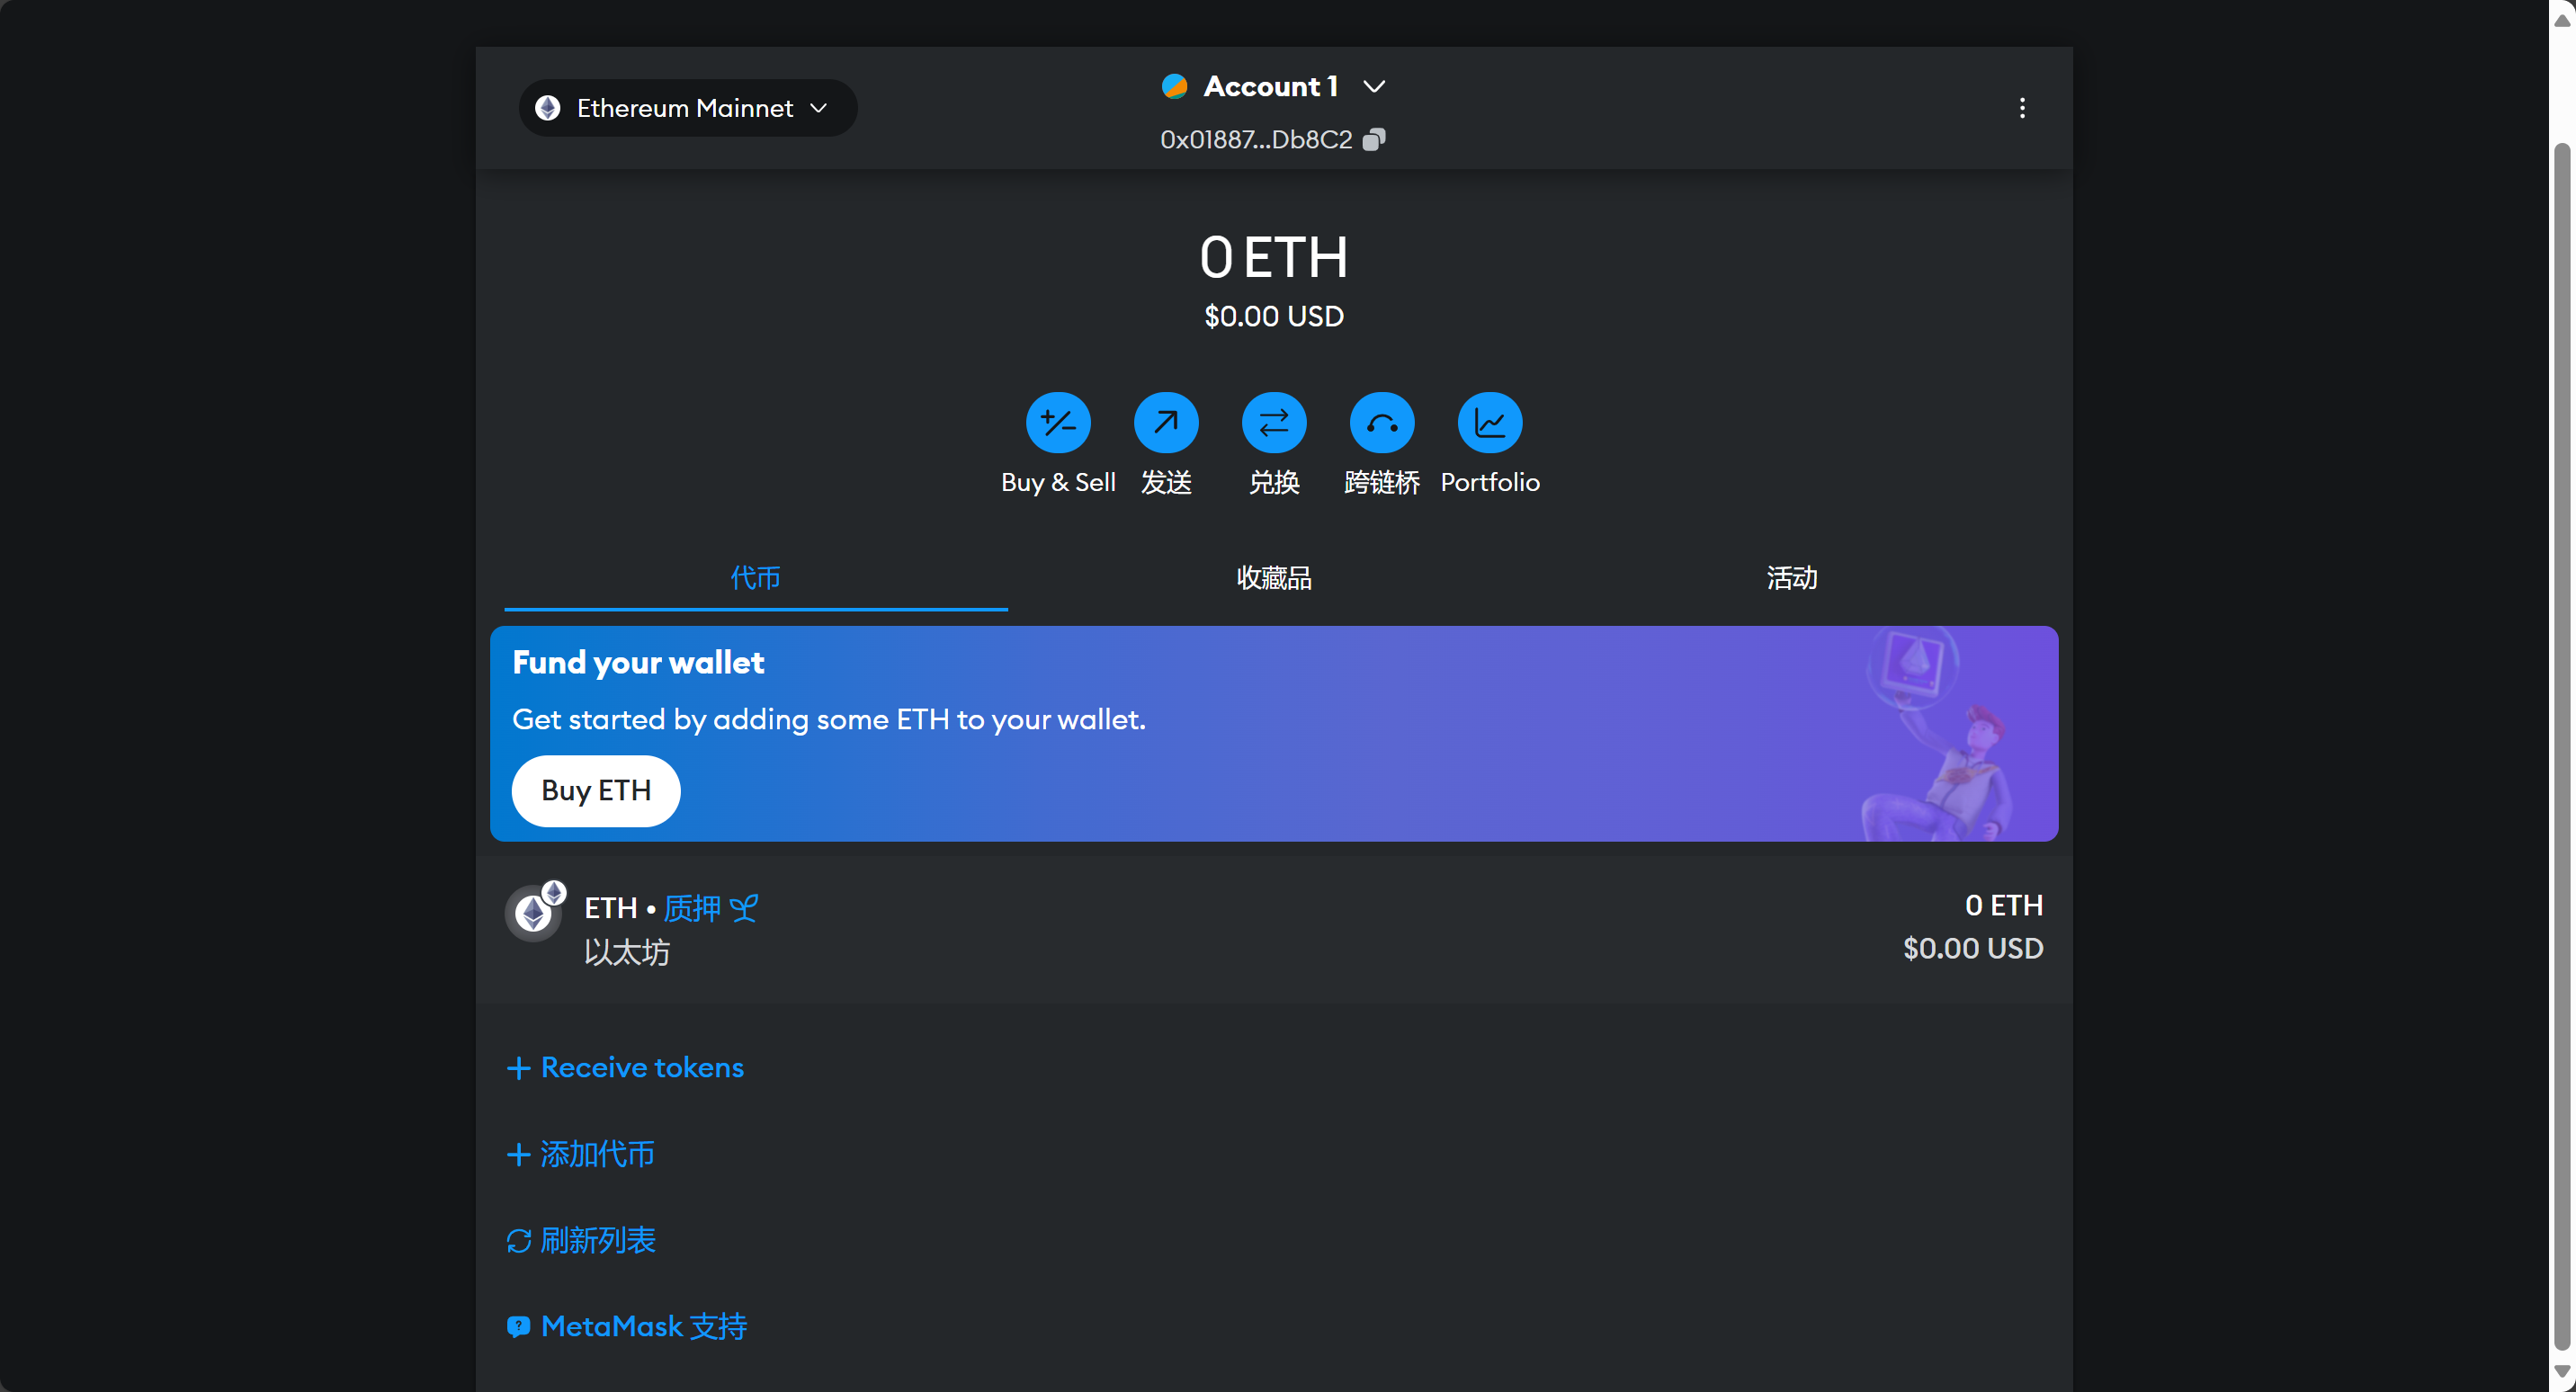 Ethereum Mainnet
Account 1
0x01887...Db8C2
0 ETH
$0.00 USD
Buy & Sell
发送
兑换
跨链桥
Portfolio
代币
收藏品
活动
Fund your wallet
Get started by adding some ETH to your wallet.
Buy ETH
ETH • 质押
以太坊
0 ETH
$0.00 USD
Receive tokens
添加代币
刷新列表
MetaMask 支持